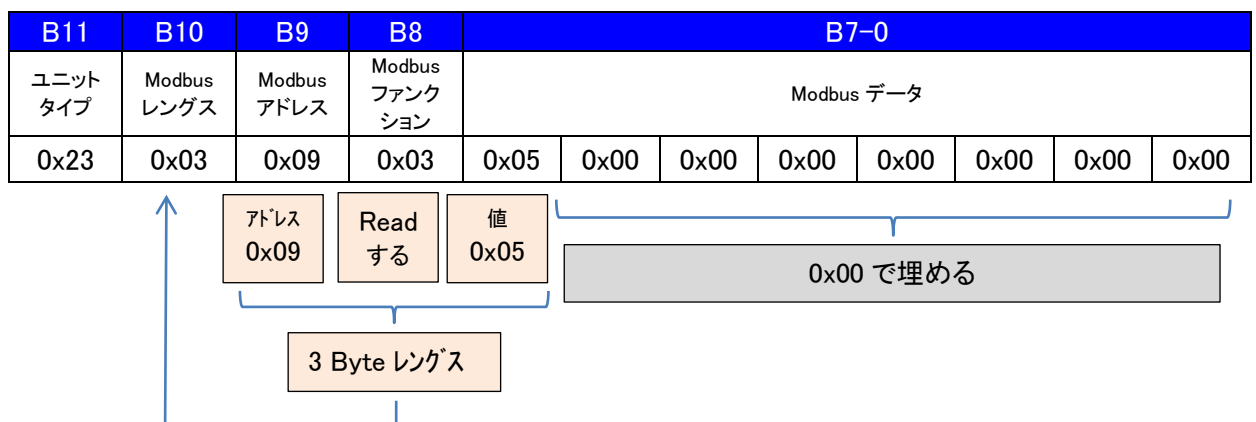 B11 B10 B9 B8 B7-0
ユニット
タイプ
Modbus
レングス
Modbus
アドレス
Modbus
ファンク
ション
Modbus データ
0x23 0x03 0x09 0x03 0x05 0x00 0x00 0x00 0x00 0x00 0x00 0x00
アドレス
0x09
Read
する
値
0x05
0x00 で埋める
3 Byte レングス